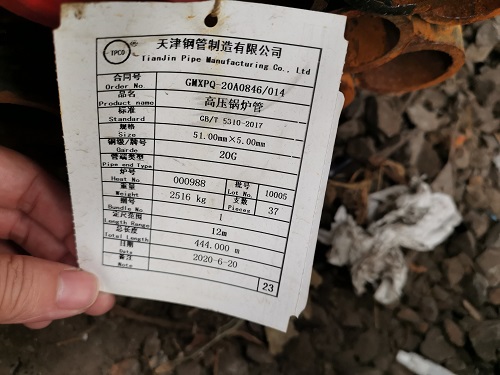 TPCO
天津钢管制造有限公司
TianJin Pipe Manufacturing Co., Ltd
合同号 GMXPQ-20A0846/014
Order No.
品名 高压锅炉管
Product name
标准 GB/T 5310-2017
Standard
规格 51.00mm×5.00mm
Size
钢级/牌号 20G
Garde
管端类型
Pipe end Type
炉号 000988 批号 10005
Heat No Lot No.
重量 2516 kg 支数 37
Weight Pieces
捆号 1
Bundle No
定尺范围 12m
Length Range
总长度 444.000 m
Total Length
日期 2020-6-20
Date
备注 23
Note